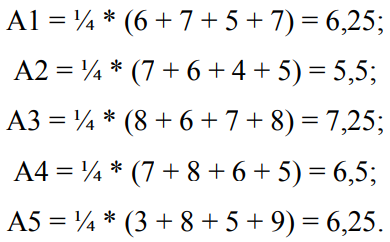 A1 = ¼ * (6 + 7 + 5 + 7) = 6,25;
A2 = ¼ * (7 + 6 + 4 + 5) = 5,5;
A3 = ¼ * (8 + 6 + 7 + 8) = 7,25;
A4 = ¼ * (7 + 8 + 6 + 5) = 6,5;
A5 = ¼ * (3 + 8 + 5 + 9) = 6,25.